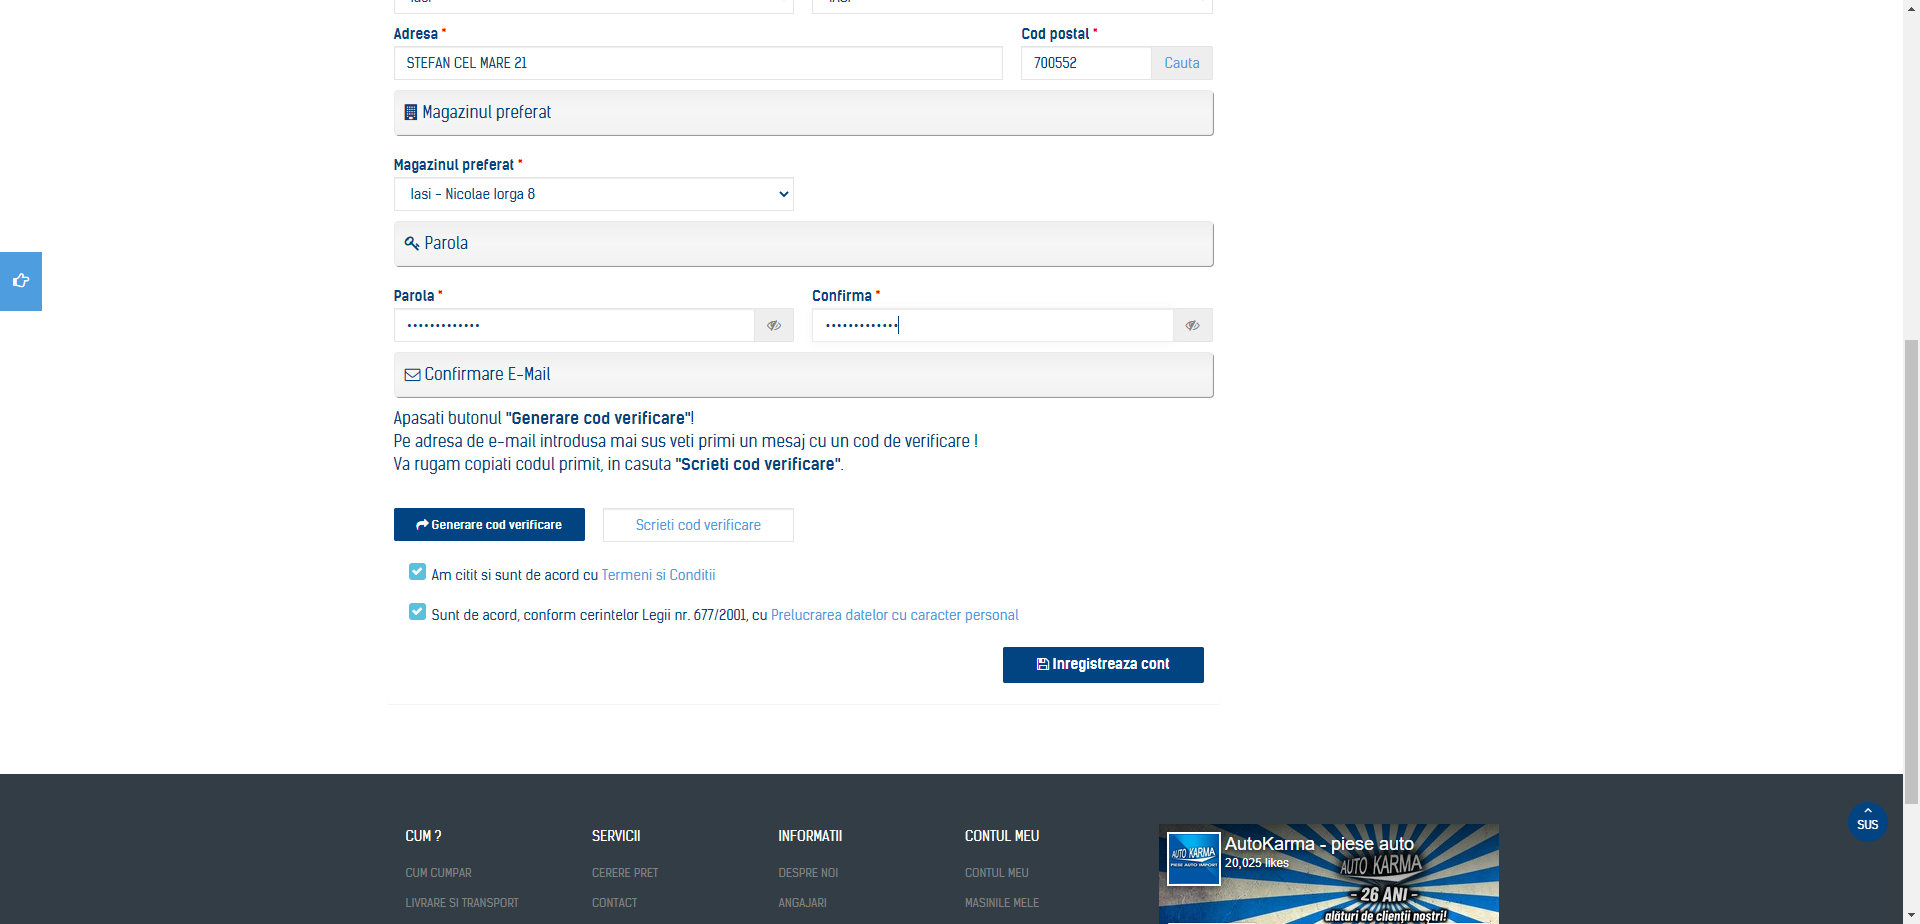 Adresa *
Cod postal *
STEFAN CEL MARE 21
700552
Cauta
Magazinul preferat
Magazinul preferat *
Iasi - Nicolae Iorga 8
Parola
Parola *
Confirma *
Confirmare E-Mail
Apasati butonul "Generare cod verificare"!
Pe adresa de e-mail introdusa mai sus veti primi un mesaj cu un cod de verificare !
Va rugam copiati codul primit, in casuta "Scrieti cod verificare".
Generare cod verificare
Scrieti cod verificare
Am citit si sunt de acord cu Termeni si Conditii
Sunt de acord, conform cerintelor Legii nr. 677/2001, cu Prelucrarea datelor cu caracter personal
Inregistreaza cont
SUS
CUM ?
SERVICII
INFORMATII
CONTUL MEU
CUM CUMPAR
CERERE PRET
DESPRE NOI
CONTUL MEU
LIVRARE SI TRANSPORT
CONTACT
ANGAJARI
MASINILE MELE
AutoKarma - piese auto
20,025 likes
AUTO KARMA
PIESE AUTO IMPORT
AUTO KARMA
- 26 ANI -
alături de clienții noștri!